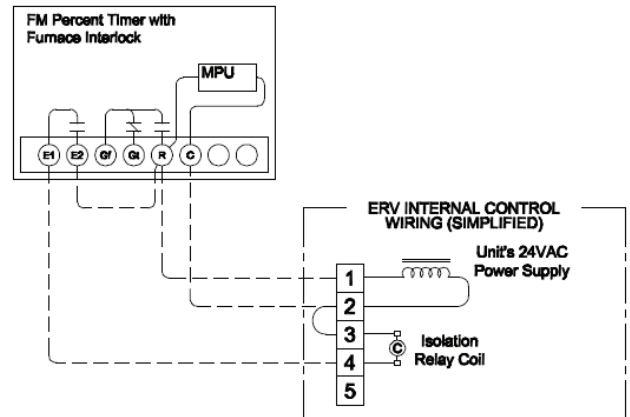 FM Percent Timer with
Furnace Interlock
MPU
E1 E2 Gf Gt R C
ERV INTERNAL CONTROL
WIRING (SIMPLIFIED)
Unit's 24VAC
Power Supply
1
2
3
4
5
C
Isolation
Relay Coil